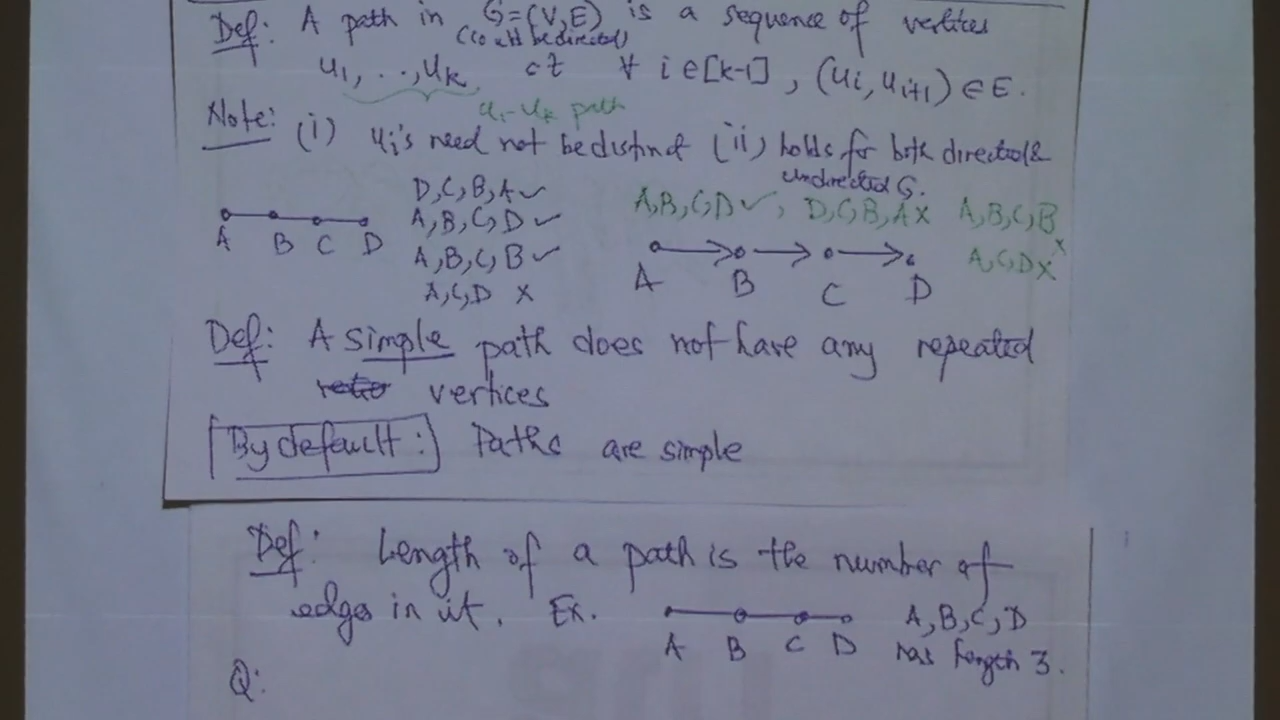 Def: A path in G=(V,E) is a sequence of vertices
(could be directed)
u1, . . ., uk st ∀ i ∈ [k-1], (ui, ui+1) ∈ E.
u1-uk path
Note: (i) ui's need not be distinct (ii) holds for both directed &
undirected G.
D,C,B,A ✓
A,B,C,D ✓
A,B,C,B ✓
A,C,D X
A B C D
A,B,C,D ✓, D,C,B,A X A,B,C,B X
A,C,D X
A B C D
Def: A simple path does not have any repeated
vertices
By default: Paths are simple
Def: Length of a path is the number of
edges in it. Ex. A,B,C,D
A B C D has length 3.
Q: